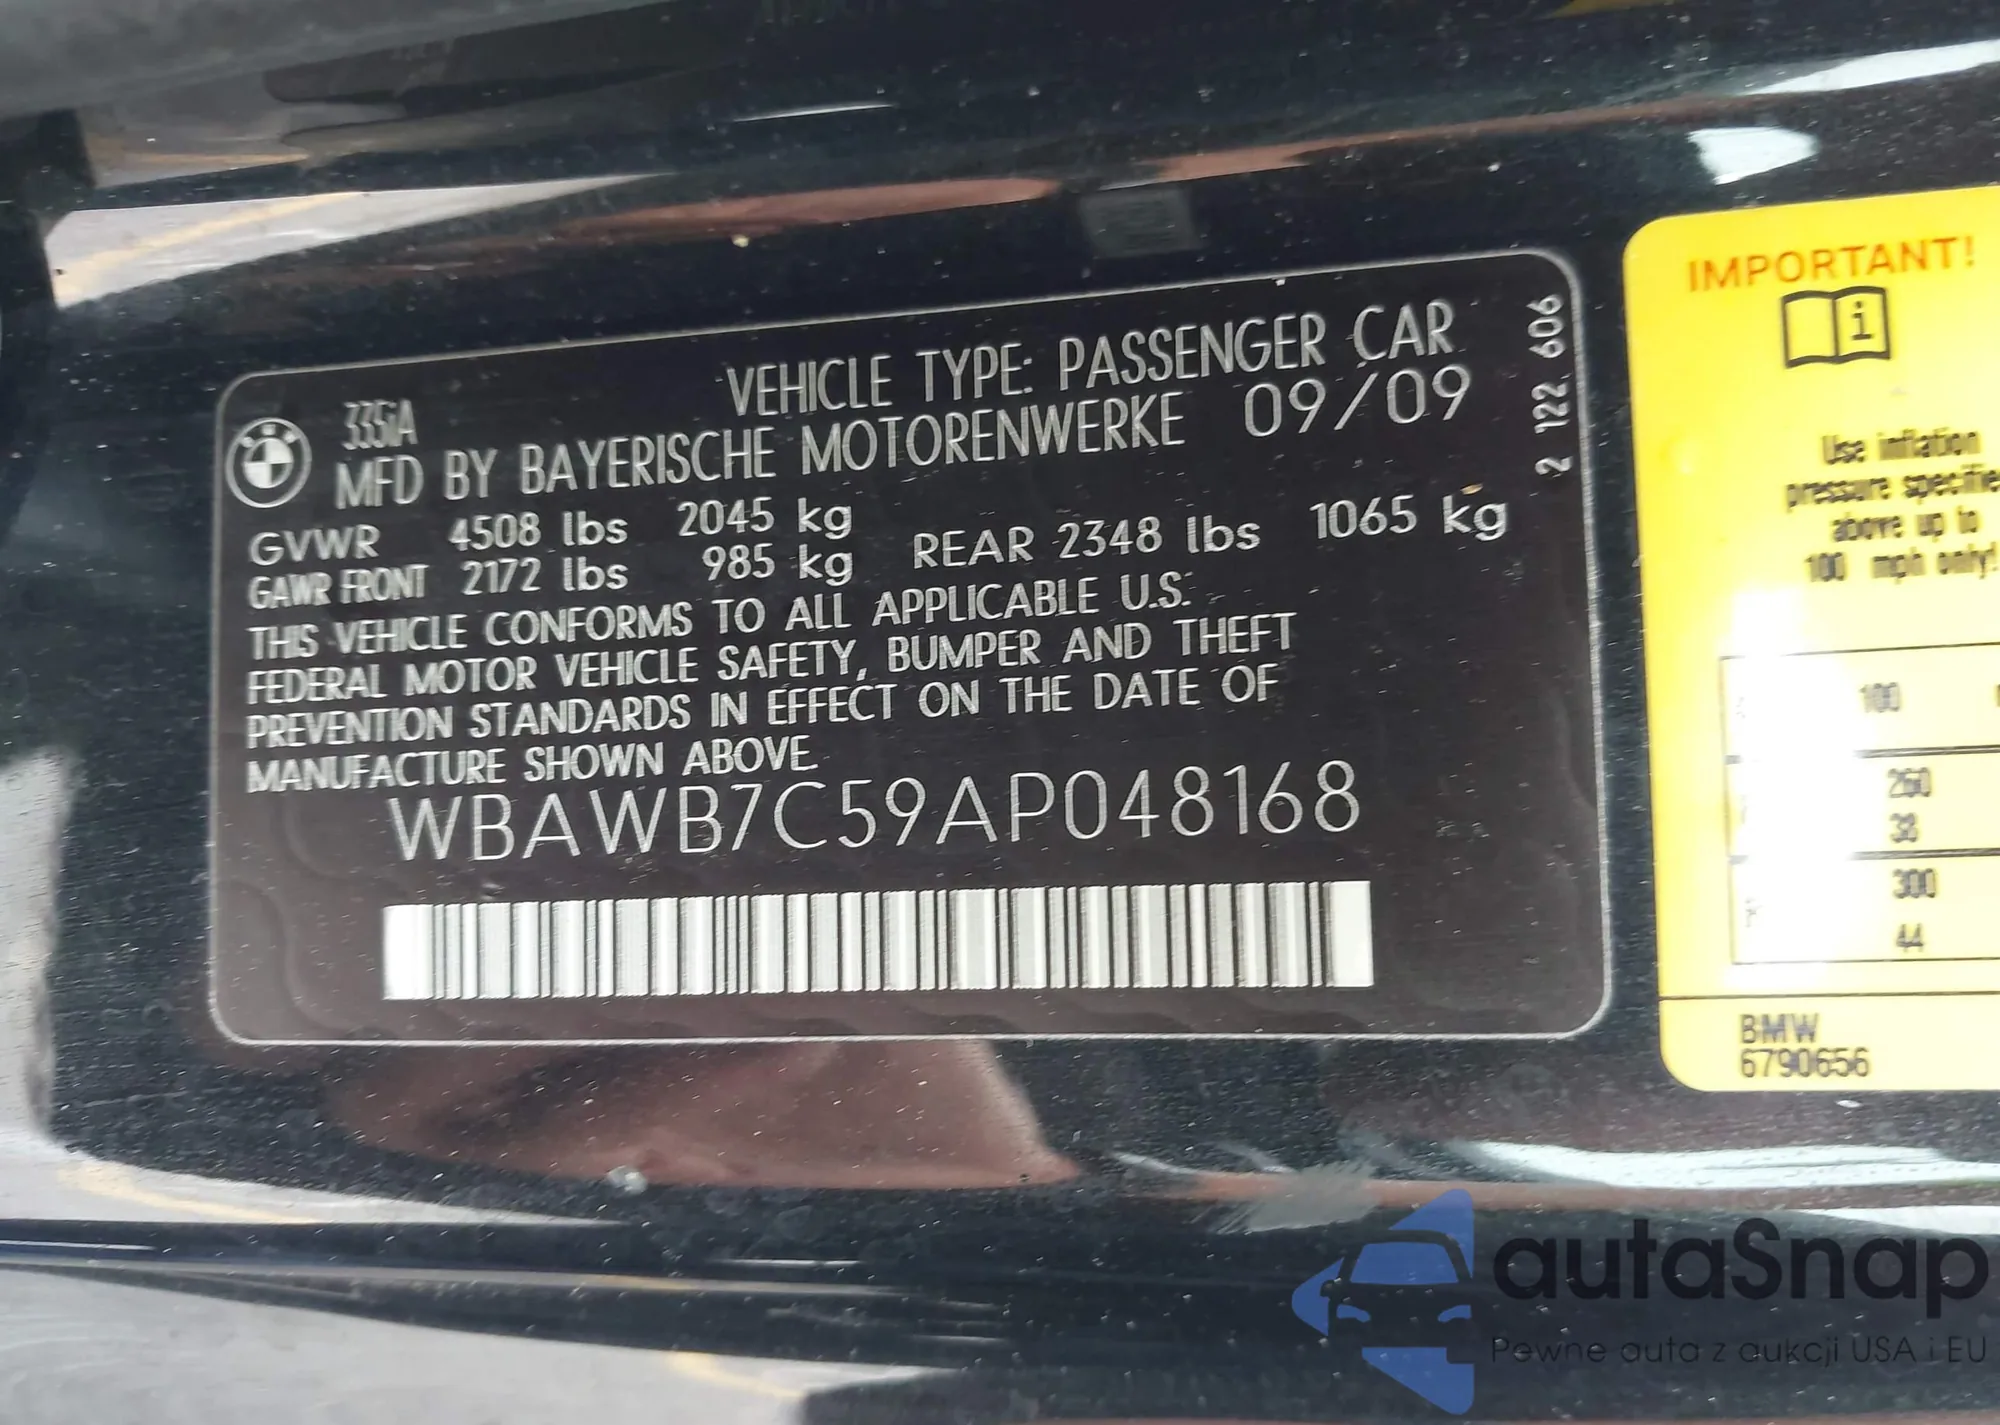 VEHICLE TYPE: PASSENGER CAR
335iA
MFD BY BAYERISCHE MOTORENWERKE 09/09
GVWR 4508 lbs 2045 kg
GAWR FRONT 2172 lbs 985 kg REAR 2348 lbs 1065 kg
THIS VEHICLE CONFORMS TO ALL APPLICABLE U.S.
FEDERAL MOTOR VEHICLE SAFETY, BUMPER AND THEFT
PREVENTION STANDARDS IN EFFECT ON THE DATE OF
MANUFACTURE SHOWN ABOVE.
WBAWB7C59AP048168
2 122 606
IMPORTANT!
i
Use inflation
pressure specifie
above up to
100 mph only!
100
260
38
300
44
BMW
6790656
autaSnap
Pewne auta z aukcji USA i EU